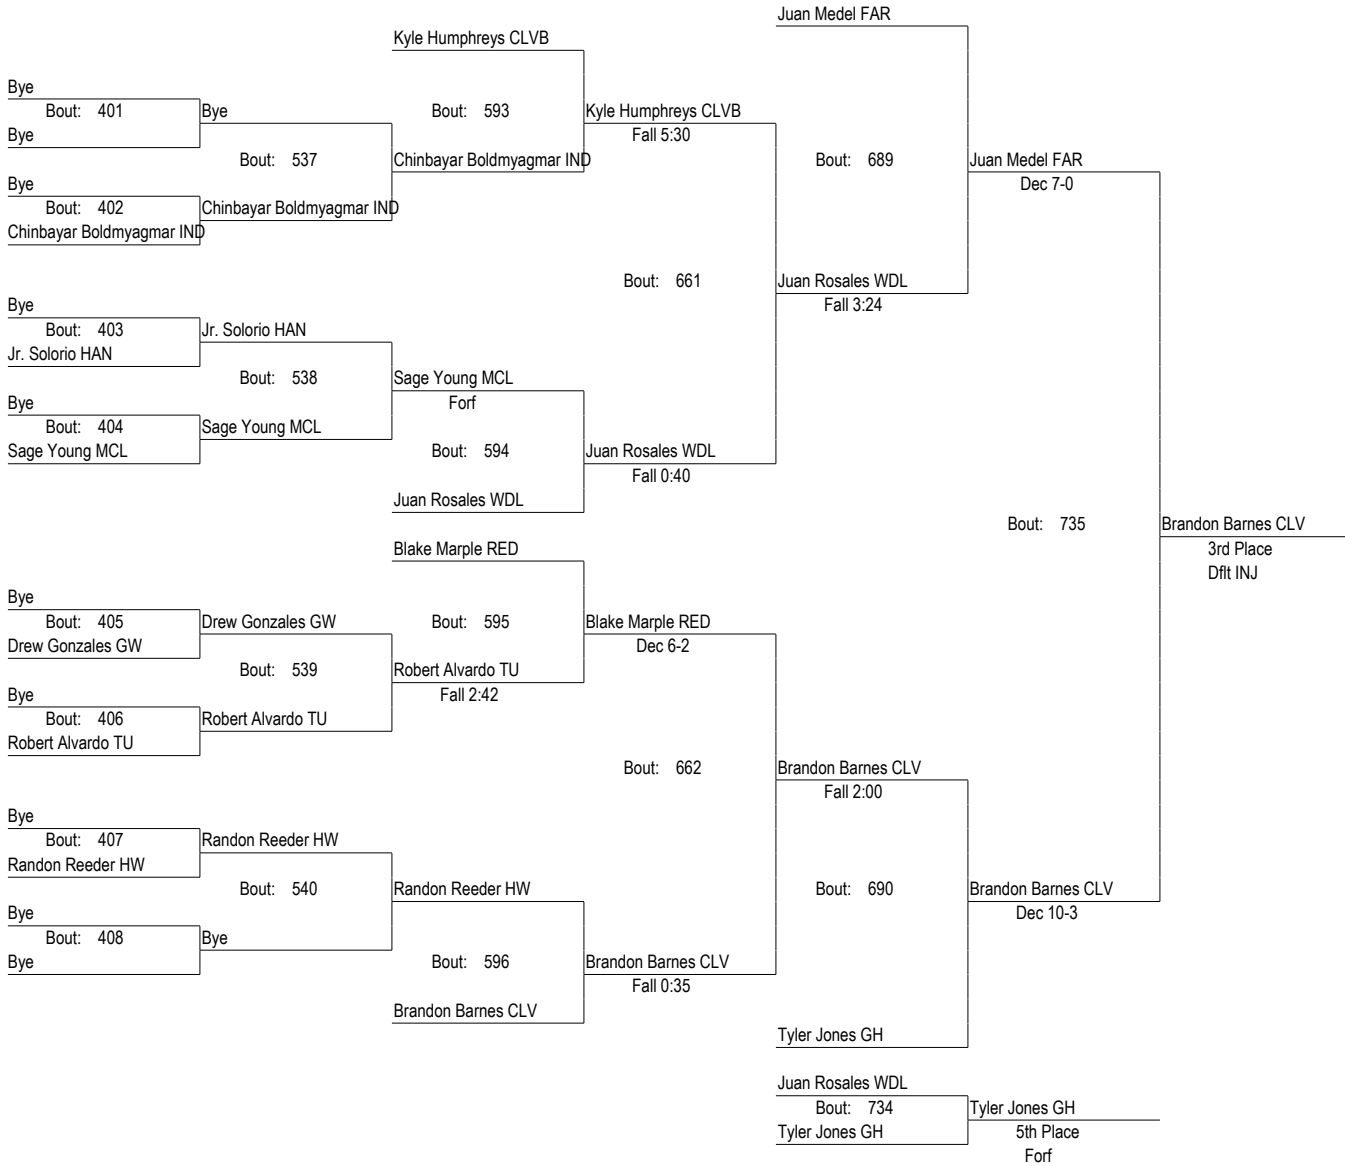 Juan Medel FAR
Kyle Humphreys CLVB
Bye
Bout: 401
Bye
Bout: 593
Kyle Humphreys CLVB
Bye
Fall 5:30
Bout: 537
Chinbayar Boldmyagmar IND
Bout: 689
Juan Medel FAR
Bye
Dec 7-0
Bout: 402
Chinbayar Boldmyagmar IND
Chinbayar Boldmyagmar IND
Bout: 661
Juan Rosales WDL
Bye
Fall 3:24
Bout: 403
Jr. Solorio HAN
Jr. Solorio HAN
Bout: 538
Sage Young MCL
Bye
Forf
Bout: 404
Sage Young MCL
Sage Young MCL
Bout: 594
Juan Rosales WDL
Fall 0:40
Juan Rosales WDL
Bout: 735
Brandon Barnes CLV
Blake Marple RED
3rd Place
Dflt INJ
Bye
Bout: 405
Drew Gonzales GW
Bout: 595
Blake Marple RED
Drew Gonzales GW
Dec 6-2
Bout: 539
Robert Alvardo TU
Bye
Fall 2:42
Bout: 406
Robert Alvardo TU
Robert Alvardo TU
Bout: 662
Brandon Barnes CLV
Fall 2:00
Bye
Bout: 407
Randon Reeder HW
Randon Reeder HW
Bout: 540
Randon Reeder HW
Bout: 690
Brandon Barnes CLV
Bye
Dec 10-3
Bout: 408
Bye
Bye
Bout: 596
Brandon Barnes CLV
Fall 0:35
Brandon Barnes CLV
Tyler Jones GH
Juan Rosales WDL
Bout: 734
Tyler Jones GH
Tyler Jones GH
5th Place
Forf